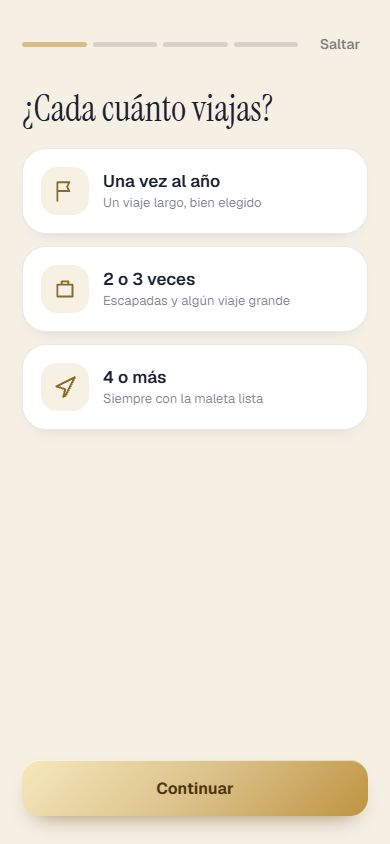 Saltar
¿Cada cuánto viajas?
Una vez al año
Un viaje largo, bien elegido
2 o 3 veces
Escapadas y algún viaje grande
4 o más
Siempre con la maleta lista
Continuar